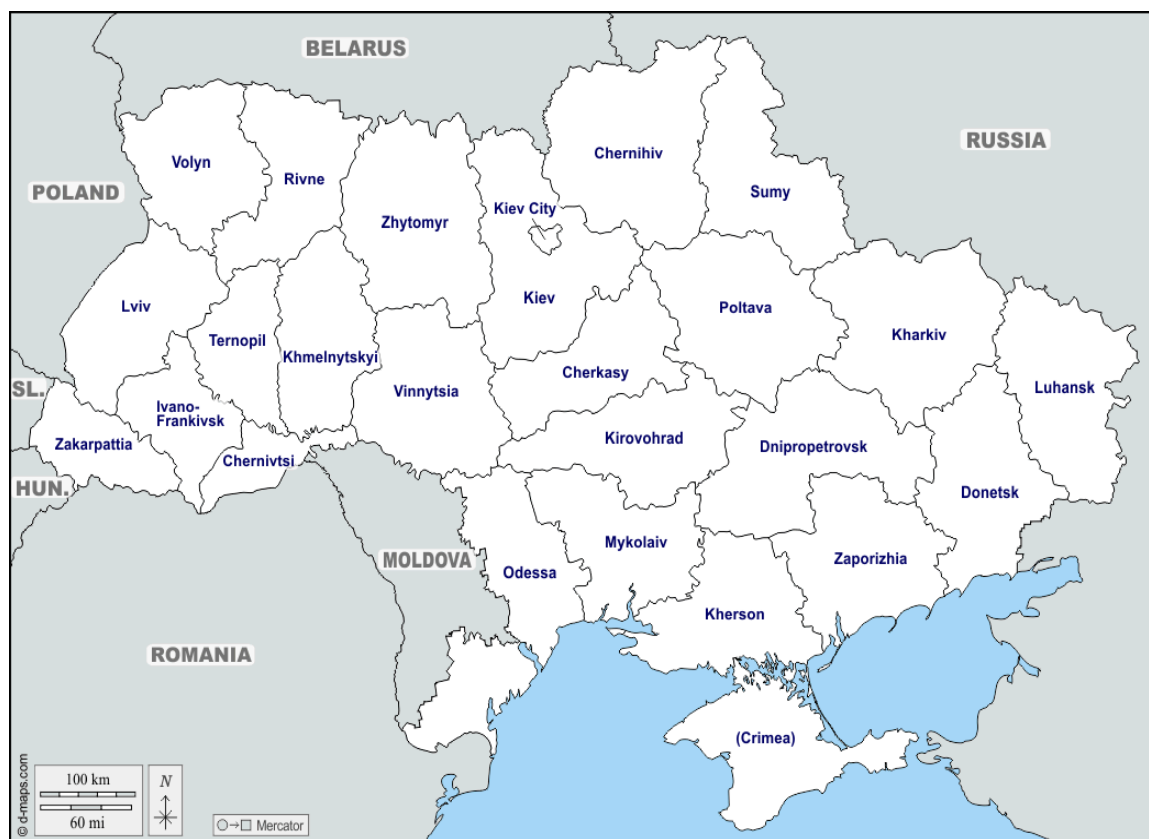 BELARUS
RUSSIA
POLAND
Volyn
Rivne
Zhytomyr
Chernihiv
Sumy
Kiev City
Kiev
Lviv
Ternopil
Khmelnytskyi
Vinnytsia
Cherkasy
Poltava
Kharkiv
Luhansk
SL.
Ivano-
Frankivsk
Zakarpattia
Chernivtsi
Kirovohrad
Dnipropetrovsk
Donetsk
HUN.
MOLDOVA
Odessa
Mykolaiv
Zaporizhia
Kherson
ROMANIA
(Crimea)
© d-maps.com
100 km
60 mi
N
Mercator